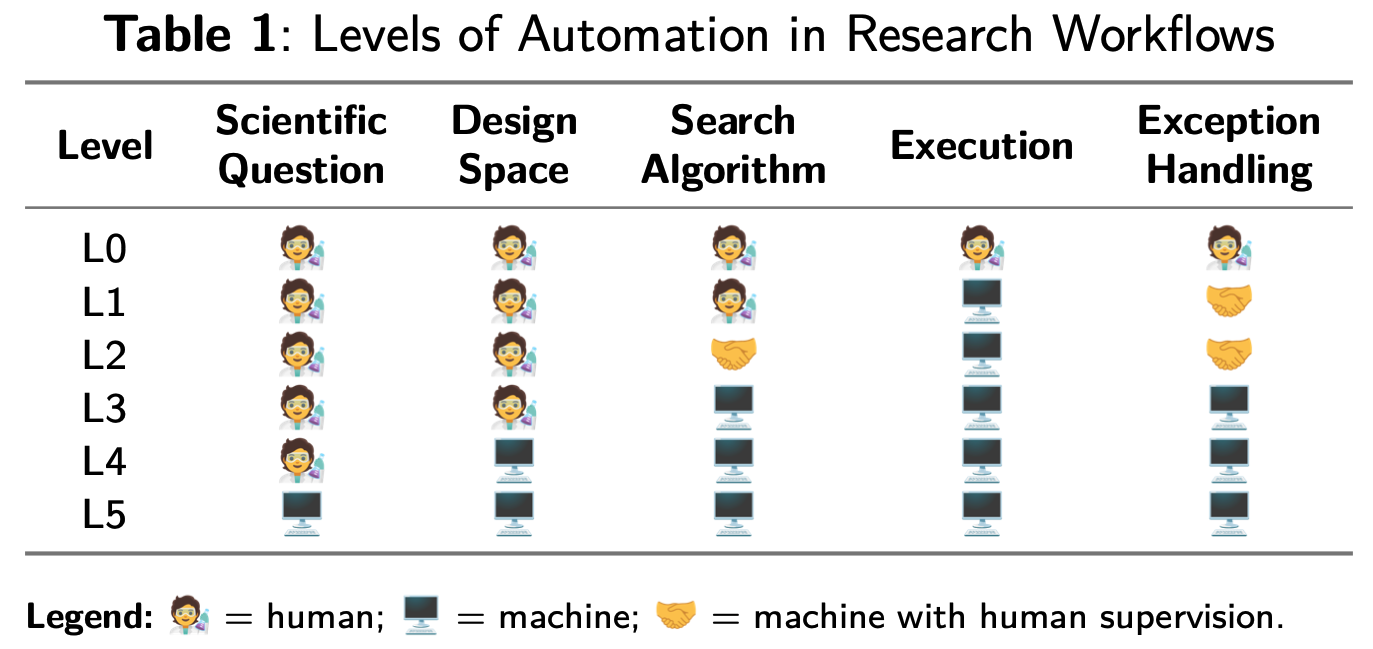 Table 1: Levels of Automation in Research Workflows
Level Scientific Question Design Space Search Algorithm Execution Exception Handling
L0 🧑‍🔬 🧑‍🔬 🧑‍🔬 🧑‍🔬 🧑‍🔬
L1 🧑‍🔬 🧑‍🔬 🧑‍🔬 🖥️ 🤝
L2 🧑‍🔬 🧑‍🔬 🤝 🖥️ 🤝
L3 🧑‍🔬 🧑‍🔬 🖥️ 🖥️ 🖥️
L4 🧑‍🔬 🖥️ 🖥️ 🖥️ 🖥️
L5 🖥️ 🖥️ 🖥️ 🖥️ 🖥️
Legend: 🧑‍🔬 = human; 🖥️ = machine; 🤝 = machine with human supervision.